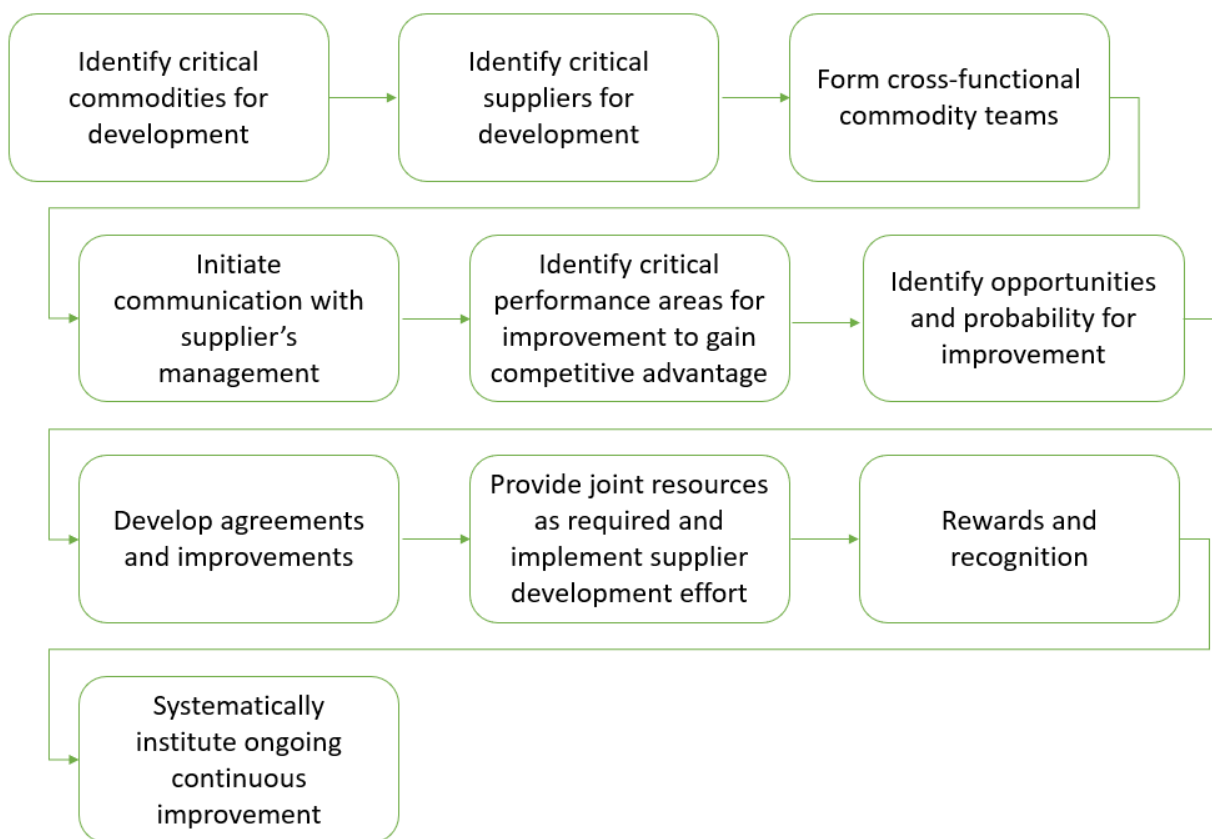 Identify critical
commodities for
development
Identify critical
suppliers for
development
Form cross-functional
commodity teams
Initiate
communication with
supplier’s
management
Identify critical
performance areas for
improvement to gain
competitive advantage
Identify opportunities
and probability for
improvement
Develop agreements
and improvements
Provide joint resources
as required and
implement supplier
development effort
Rewards and
recognition
Systematically
institute ongoing
continuous
improvement